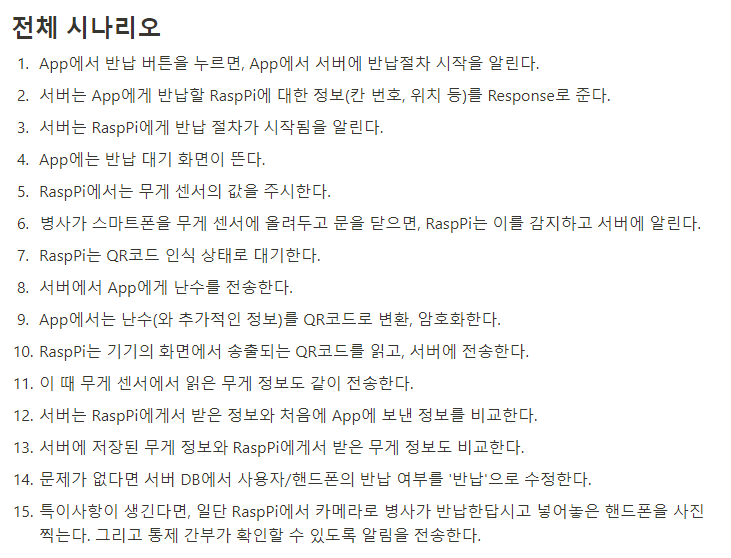 전체 시나리오
1. App에서 반납 버튼을 누르면, App에서 서버에 반납절차 시작을 알린다.
2. 서버는 App에게 반납할 RaspPi에 대한 정보(칸 번호, 위치 등)를 Response로 준다.
3. 서버는 RaspPi에게 반납 절차가 시작됨을 알린다.
4. App에는 반납 대기 화면이 뜬다.
5. RaspPi에서는 무게 센서의 값을 주시한다.
6. 병사가 스마트폰을 무게 센서에 올려두고 문을 닫으면, RaspPi는 이를 감지하고 서버에 알린다.
7. RaspPi는 QR코드 인식 상태로 대기한다.
8. 서버에서 App에게 난수를 전송한다.
9. App에서는 난수(와 추가적인 정보)를 QR코드로 변환, 암호화한다.
10. RaspPi는 기기의 화면에서 송출되는 QR코드를 읽고, 서버에 전송한다.
11. 이 때 무게 센서에서 읽은 무게 정보도 같이 전송한다.
12. 서버는 RaspPi에게서 받은 정보와 처음에 App에 보낸 정보를 비교한다.
13. 서버에 저장된 무게 정보와 RaspPi에게서 받은 무게 정보도 비교한다.
14. 문제가 없다면 서버 DB에서 사용자/핸드폰의 반납 여부를 '반납'으로 수정한다.
15. 특이사항이 생긴다면, 일단 RaspPi에서 카메라로 병사가 반납한답시고 넣어놓은 핸드폰을 사진
찍는다. 그리고 통제 간부가 확인할 수 있도록 알림을 전송한다.